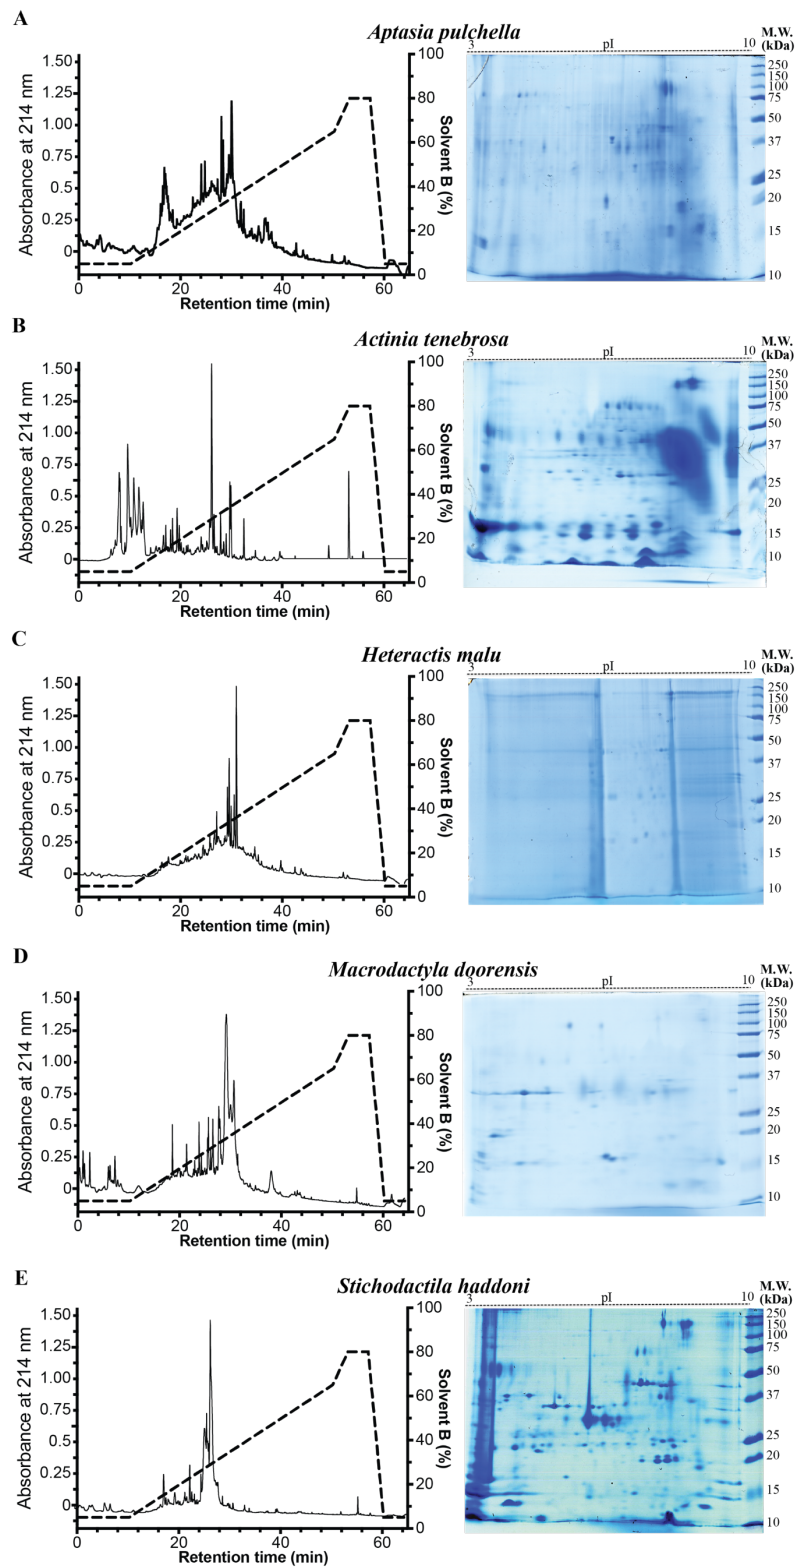 A
Aptasia pulchella
M.W.
(kDa)
3 pI 10
Absorbance at 214 nm
1.50
1.25
1.00
0.75
0.5
0.25
0
100
80
60
40
20
0
Solvent B (%)
0 20 40 60
Retention time (min)
250
150
100
75
50
37
25
20
15
10
B
Actinia tenebrosa
M.W.
(kDa)
3 pI 10
Absorbance at 214 nm
1.50
1.25
1.00
0.75
0.5
0.25
0
100
80
60
40
20
0
Solvent B (%)
0 20 40 60
Retention time (min)
250
150
100
75
50
37
25
20
15
10
C
Heteractis malu
M.W.
(kDa)
3 pI 10
Absorbance at 214 nm
1.50
1.25
1.00
0.75
0.5
0.25
0
100
80
60
40
20
0
Solvent B (%)
0 20 40 60
Retention time (min)
250
150
100
75
50
37
25
20
15
10
D
Macrodactyla doorensis
M.W.
(kDa)
3 pI 10
Absorbance at 214 nm
1.50
1.25
1.00
0.75
0.5
0.25
0
100
80
60
40
20
0
Solvent B (%)
0 20 40 60
Retention time (min)
250
150
100
75
50
37
25
20
15
10
E
Stichodactila haddoni
M.W.
(kDa)
3 pI 10
Absorbance at 214 nm
1.50
1.25
1.00
0.75
0.5
0.25
0
100
80
60
40
20
0
Solvent B (%)
0 20 40 60
Retention time (min)
250
150
100
75
50
37
25
20
15
10